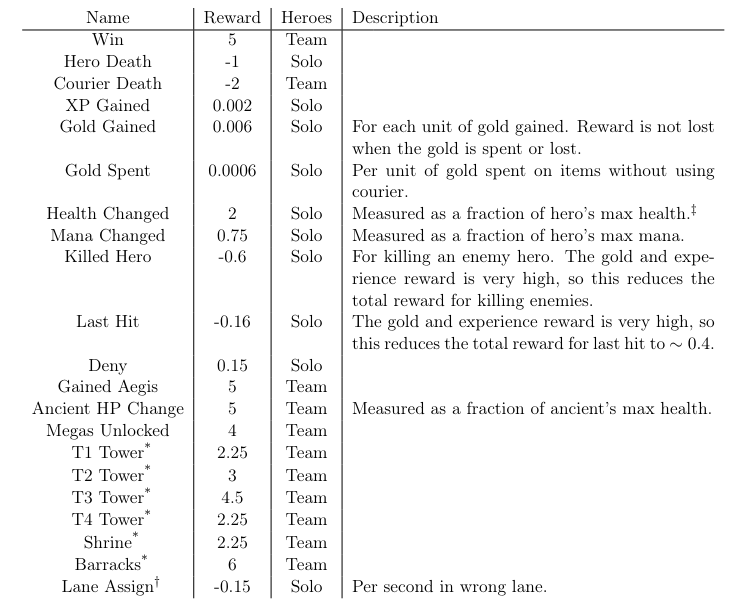 Name Reward Heroes Description
Win 5 Team
Hero Death -1 Solo
Courier Death -2 Team
XP Gained 0.002 Solo
Gold Gained 0.006 Solo For each unit of gold gained. Reward is not lost
when the gold is spent or lost.
Gold Spent 0.0006 Solo Per unit of gold spent on items without using
courier.
Health Changed 2 Solo Measured as a fraction of hero's max health.‡
Mana Changed 0.75 Solo Measured as a fraction of hero's max mana.
Killed Hero -0.6 Solo For killing an enemy hero. The gold and expe-
rience reward is very high, so this reduces the
total reward for killing enemies.
Last Hit -0.16 Solo The gold and experience reward is very high, so
this reduces the total reward for last hit to ∼ 0.4.
Deny 0.15 Solo
Gained Aegis 5 Team
Ancient HP Change 5 Team Measured as a fraction of ancient's max health.
Megas Unlocked 4 Team
T1 Tower* 2.25 Team
T2 Tower* 3 Team
T3 Tower* 4.5 Team
T4 Tower* 2.25 Team
Shrine* 2.25 Team
Barracks* 6 Team
Lane Assign† -0.15 Solo Per second in wrong lane.